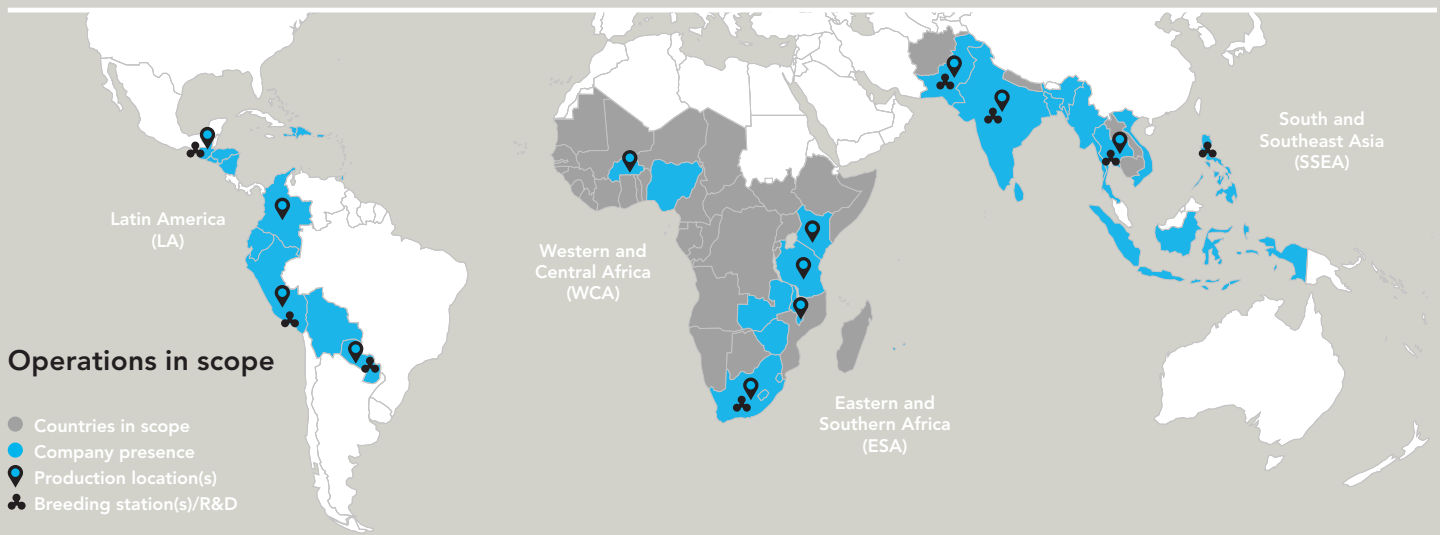 South and
Southeast Asia
(SSEA)
Latin America
(LA)
Western and
Central Africa
(WCA)
Operations in scope
Eastern and
Southern Africa
(ESA)
Countries in scope
Company presence
Production location(s)
Breeding station(s)/R&D